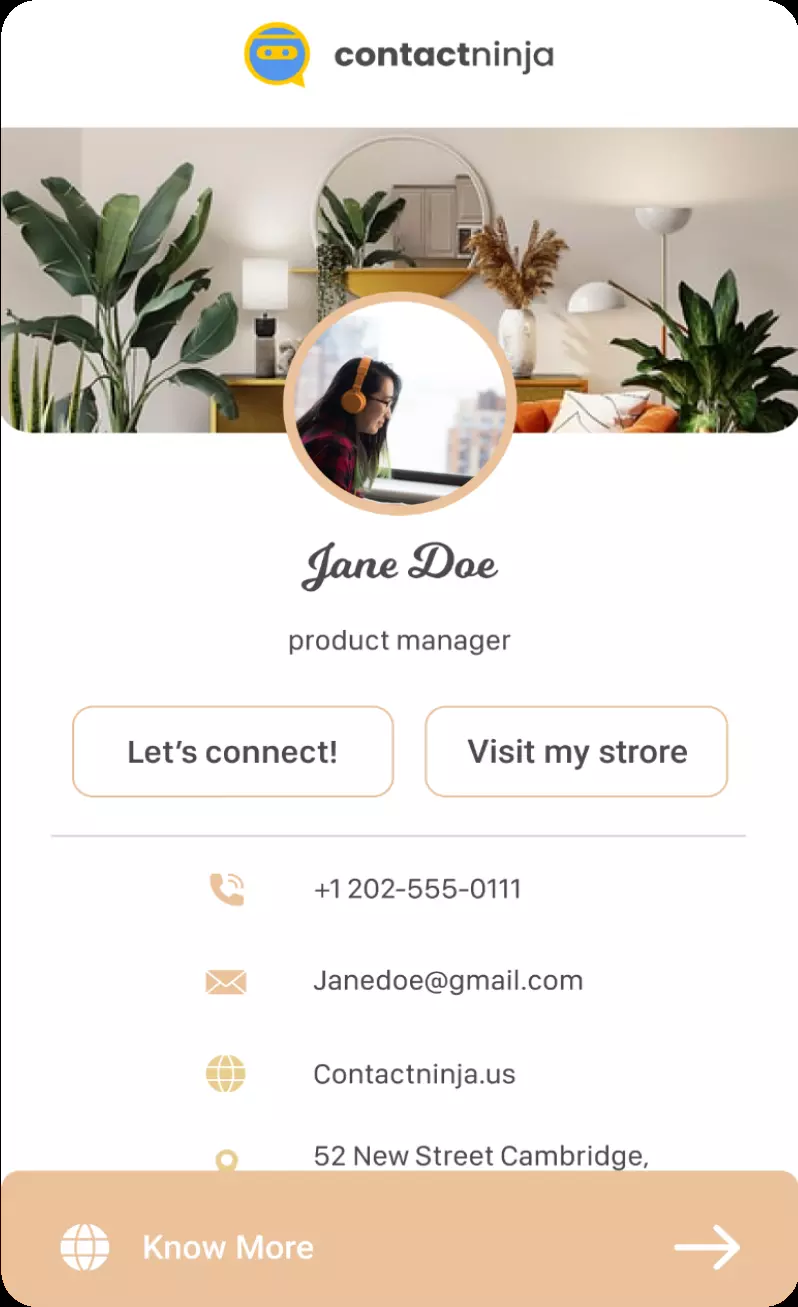 contactninja
Jane Doe
product manager
Let's connect!
Visit my strore
+1 202-555-0111
Janedoe@gmail.com
Contactninja.us
52 New Street Cambridge,
Know More